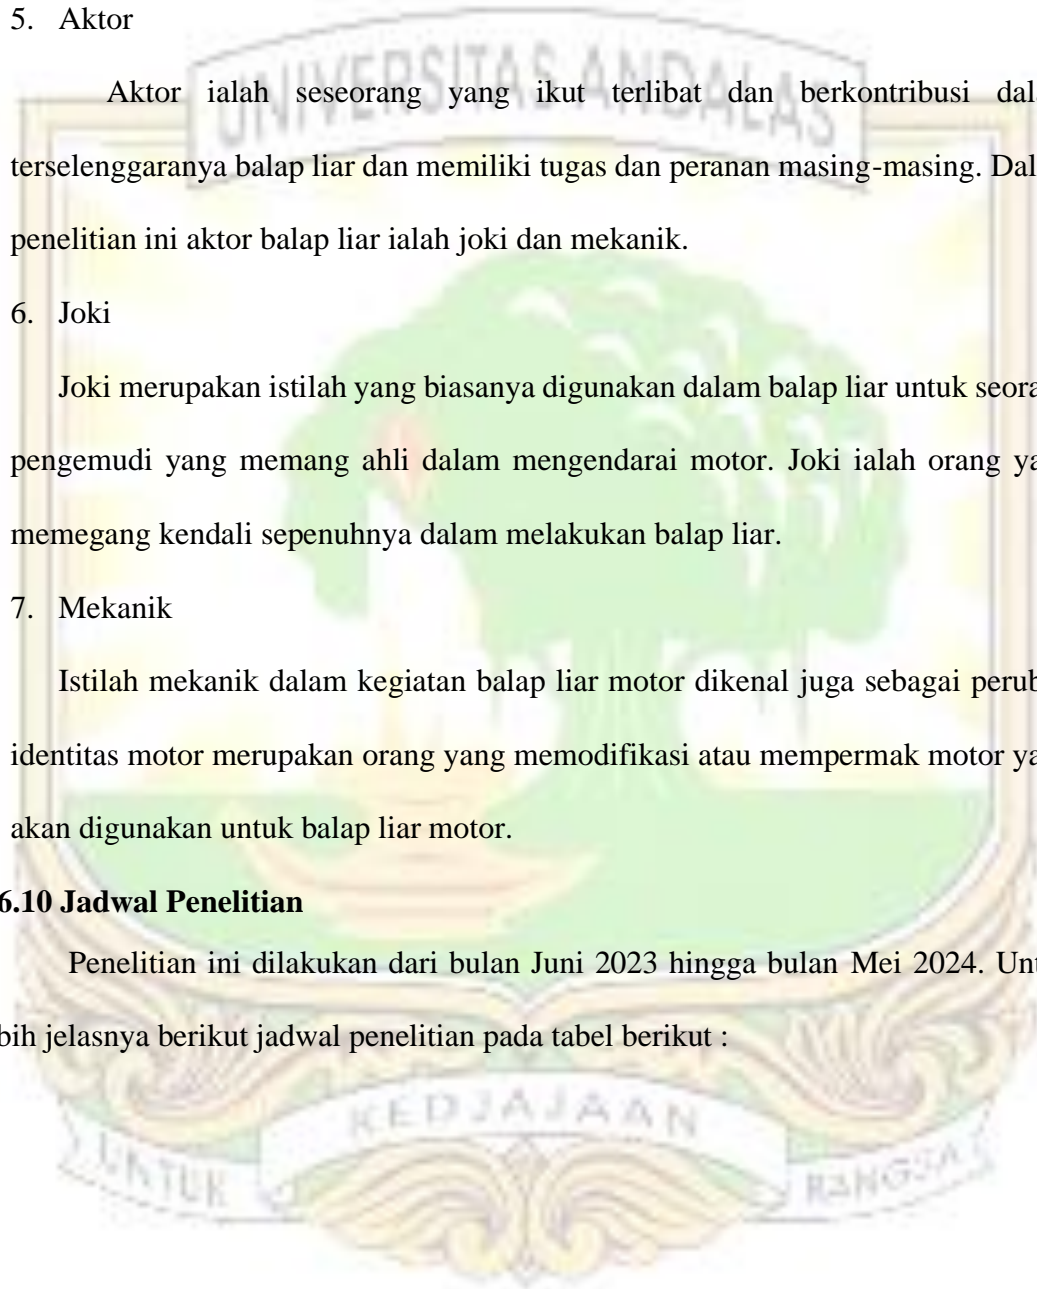 UNIVERSITAS ANDALAS
5. Aktor
Aktor ialah seseorang yang ikut terlibat dan berkontribusi dal
terselenggaranya balap liar dan memiliki tugas dan peranan masing-masing. Dal
penelitian ini aktor balap liar ialah joki dan mekanik.
6. Joki
Joki merupakan istilah yang biasanya digunakan dalam balap liar untuk seora
pengemudi yang memang ahli dalam mengendarai motor. Joki ialah orang ya
memegang kendali sepenuhnya dalam melakukan balap liar.
7. Mekanik
Istilah mekanik dalam kegiatan balap liar motor dikenal juga sebagai perub
identitas motor merupakan orang yang memodifikasi atau mempermak motor ya
akan digunakan untuk balap liar motor.
6.10 Jadwal Penelitian
Penelitian ini dilakukan dari bulan Juni 2023 hingga bulan Mei 2024. Unt
bih jelasnya berikut jadwal penelitian pada tabel berikut :
UNTUK KEDJAJAAN BANGSA